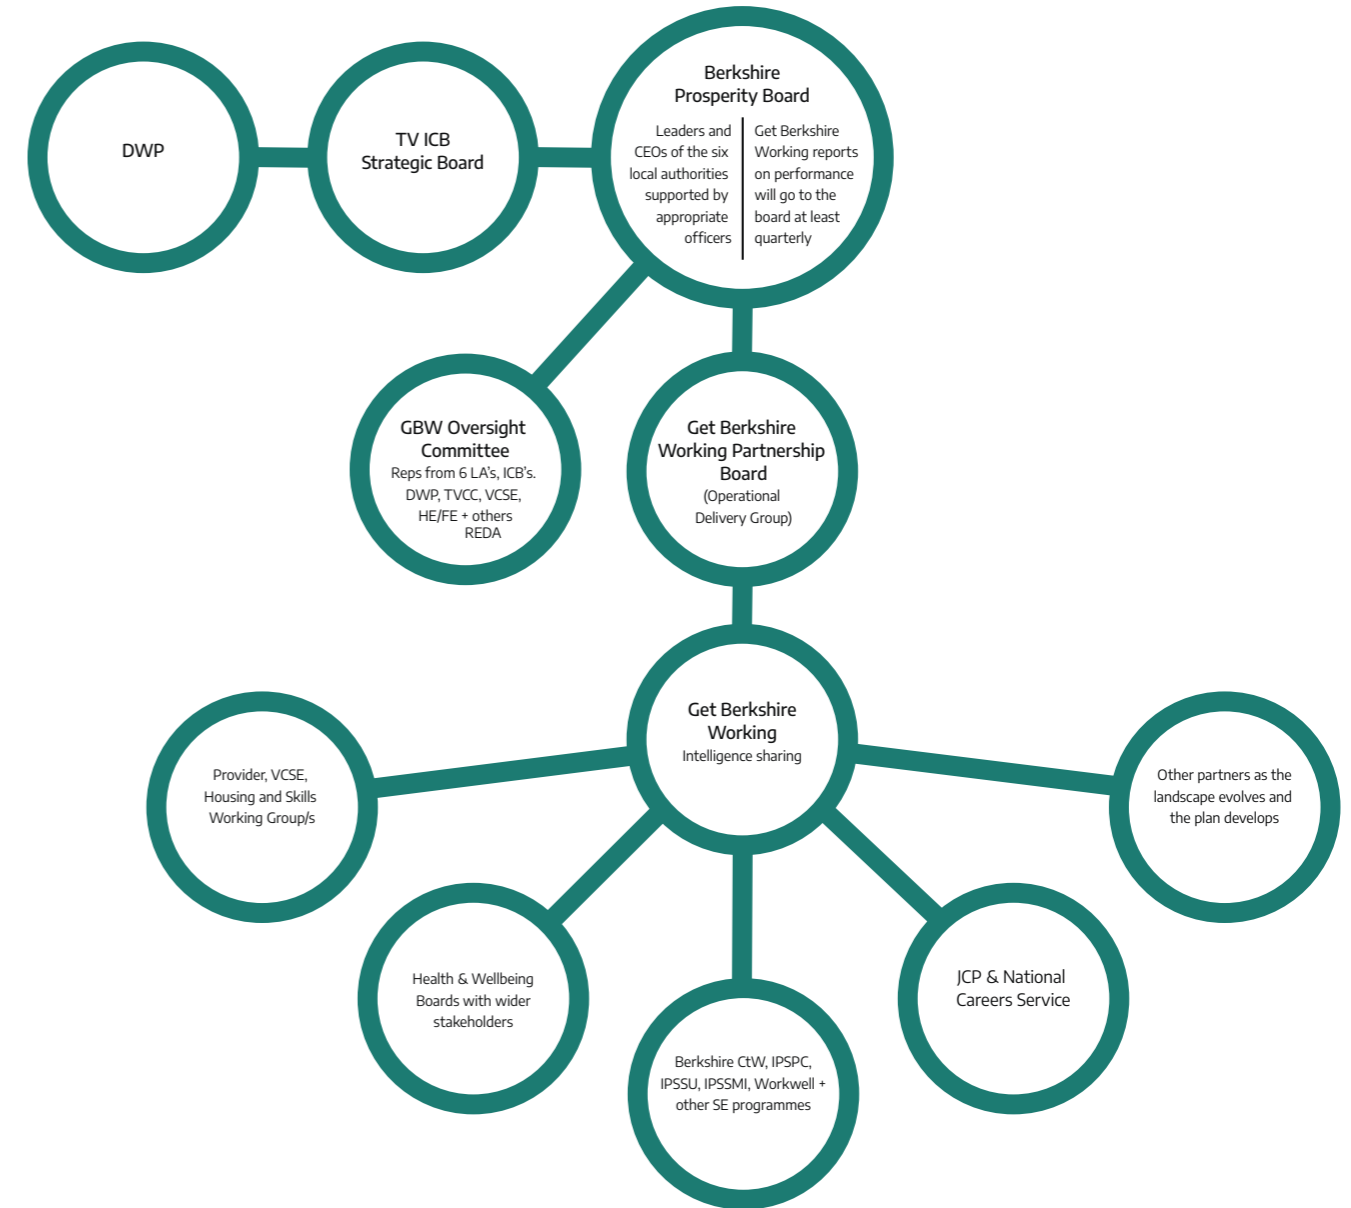 DWP
TV ICB
Strategic Board
Berkshire
Prosperity Board
Leaders and
CEOs of the six
local authorities
supported by
appropriate
officers
Get Berkshire
Working reports
on performance
will go to the
board at least
quarterly
GBW Oversight
Committee
Reps from 6 LA’s, ICB’s.
DWP, TVCC, VCSE,
HE/FE + others
REDA
Get Berkshire
Working Partnership
Board
(Operational
Delivery Group)
Get Berkshire
Working
Intelligence sharing
Provider, VCSE,
Housing and Skills
Working Group/s
Health & Wellbeing
Boards with wider
stakeholders
Berkshire CtW, IPSPC,
IPSSU, IPSSMI, Workwell +
other SE programmes
JCP & National
Careers Service
Other partners as the
landscape evolves and
the plan develops